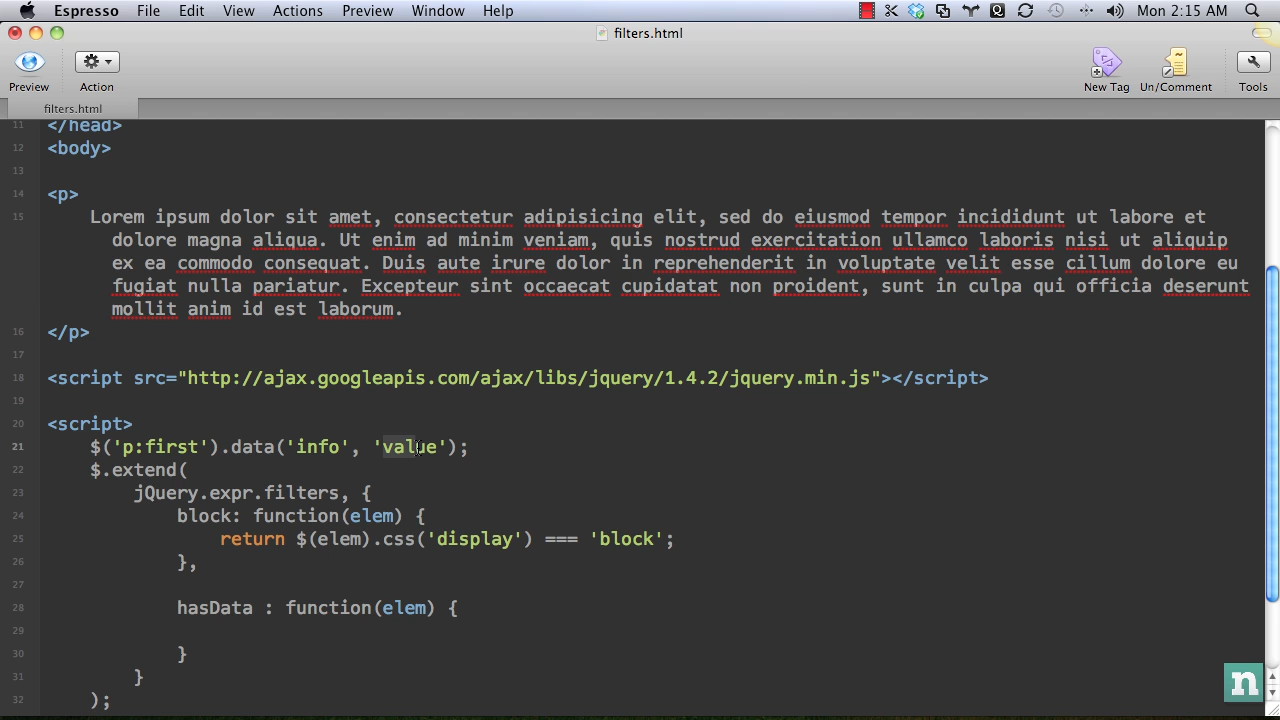 Espresso File Edit View Actions Preview Window Help Mon 2:15 AM
filters.html
Preview Action New Tag Un/Comment Tools
filters.html
11 </head>
12 <body>
13
14 <p>
15 Lorem ipsum dolor sit amet, consectetur adipisicing elit, sed do eiusmod tempor incididunt ut labore et
dolore magna aliqua. Ut enim ad minim veniam, quis nostrud exercitation ullamco laboris nisi ut aliquip
ex ea commodo consequat. Duis aute irure dolor in reprehenderit in voluptate velit esse cillum dolore eu
fugiat nulla pariatur. Excepteur sint occaecat cupidatat non proident, sunt in culpa qui officia deserunt
mollit anim id est laborum.
16 </p>
17
18 <script src="http://ajax.googleapis.com/ajax/libs/jquery/1.4.2/jquery.min.js"></script>
19
20 <script>
21 $('p:first').data('info', 'value');
22 $.extend(
23 jQuery.expr.filters, {
24 block: function(elem) {
25 return $(elem).css('display') === 'block';
26 },
27
28 hasData : function(elem) {
29
30 }
31 }
32 );
n